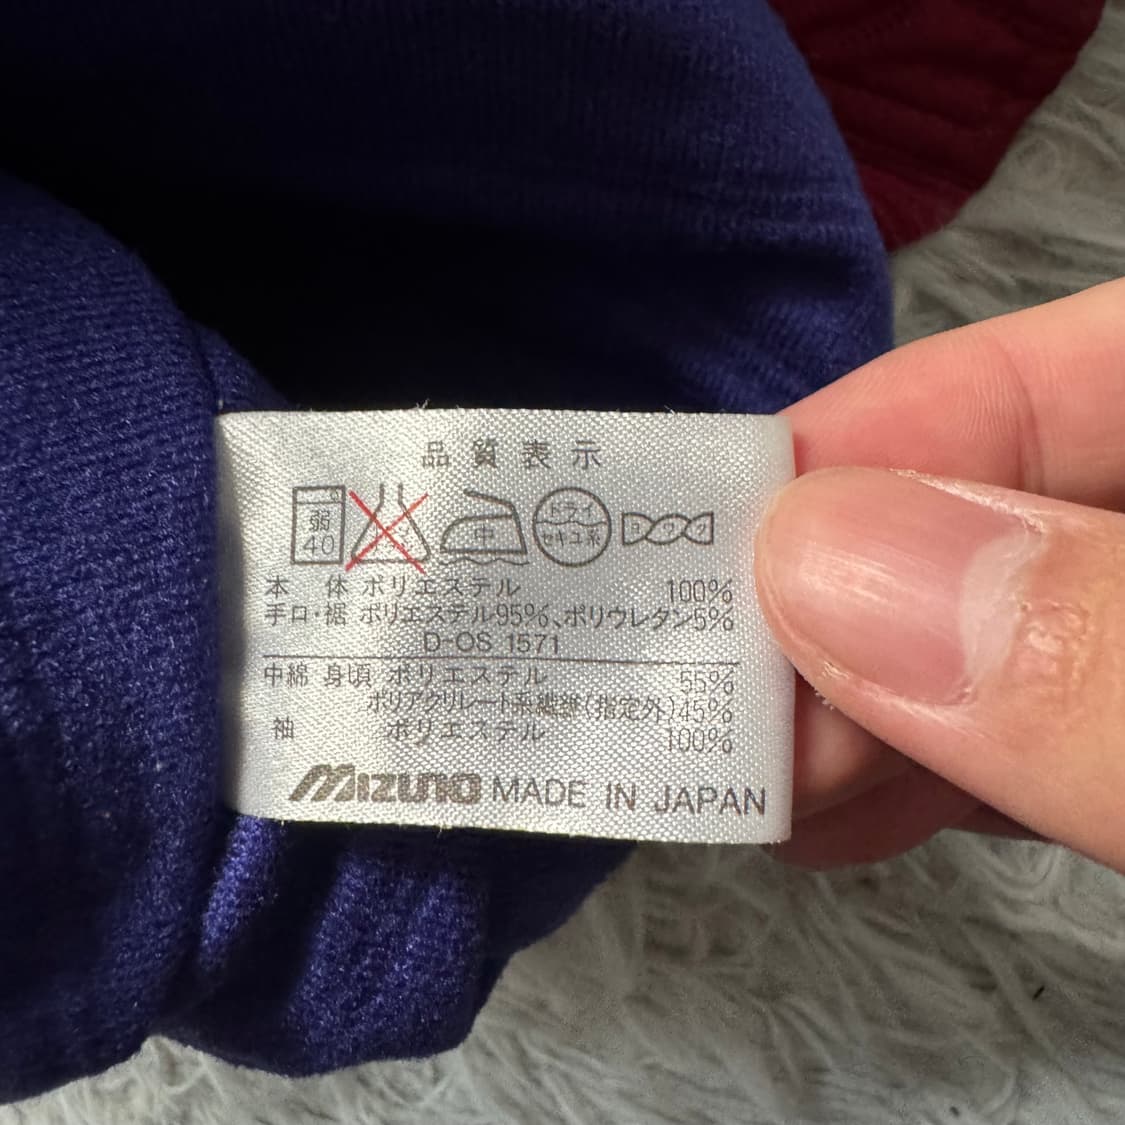 品質表示
弱 40 中 ドライ セキユ系
本 体 ポリエステル 100%
手口・裾 ポリエステル95%、ポリウレタン5%
D-OS 1571
中綿 身頃 ポリエステル 55%
ポリアクリレート系繊維(指定外)45%
袖 ポリエステル 100%
MIZUNO MADE IN JAPAN